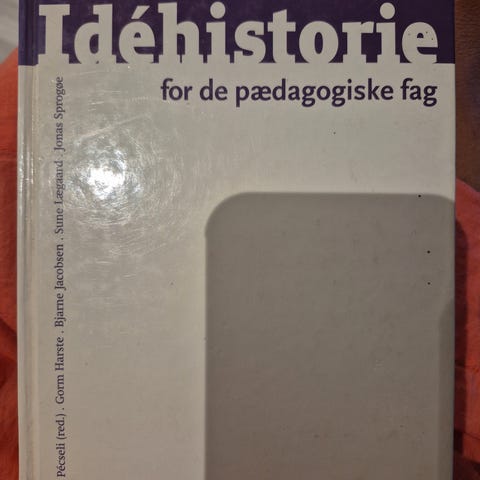 Idéhistorie
for de pædagogiske fag
Pécseli (red.) . Gorm Harste . Bjarne Jacobsen . Sune Lægaard . Jonas Sprogøe